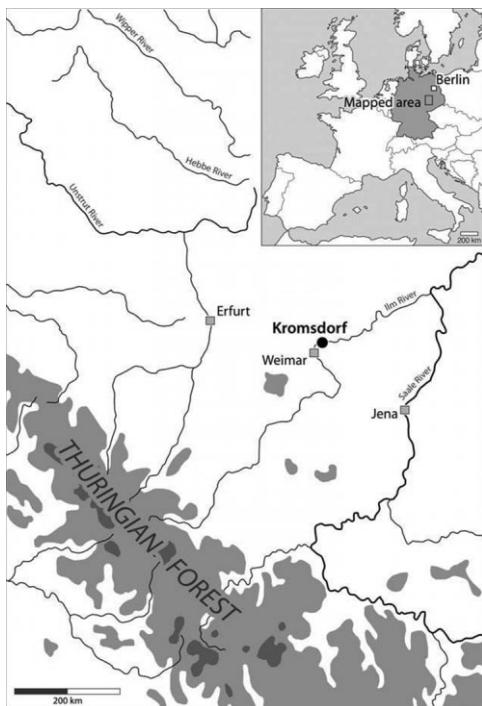 Wipper River
Hebbe River
Unstrut River
Berlin
Mapped area
200 km
Erfurt
Kromsdorf
Ilm River
Weimar
Saale River
Jena
THURINGIAN FOREST
200 km